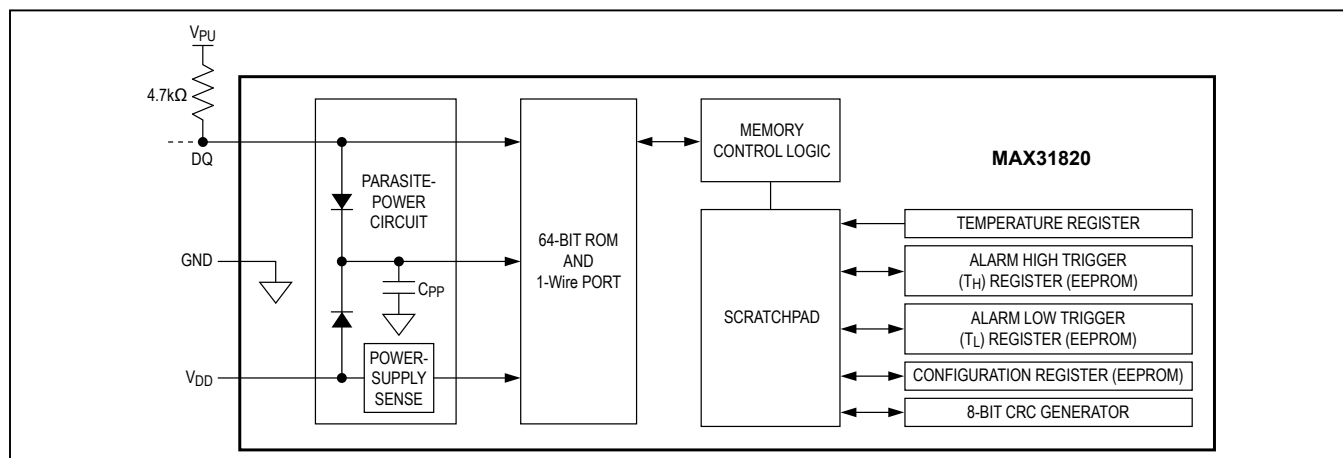 VPU
4.7kΩ
DQ
GND
VDD
PARASITE-
POWER
CIRCUIT
CPP
POWER-
SUPPLY
SENSE
64-BIT ROM
AND
1-Wire PORT
MEMORY
CONTROL LOGIC
SCRATCHPAD
MAX31820
TEMPERATURE REGISTER
ALARM HIGH TRIGGER
(TH) REGISTER (EEPROM)
ALARM LOW TRIGGER
(TL) REGISTER (EEPROM)
CONFIGURATION REGISTER (EEPROM)
8-BIT CRC GENERATOR